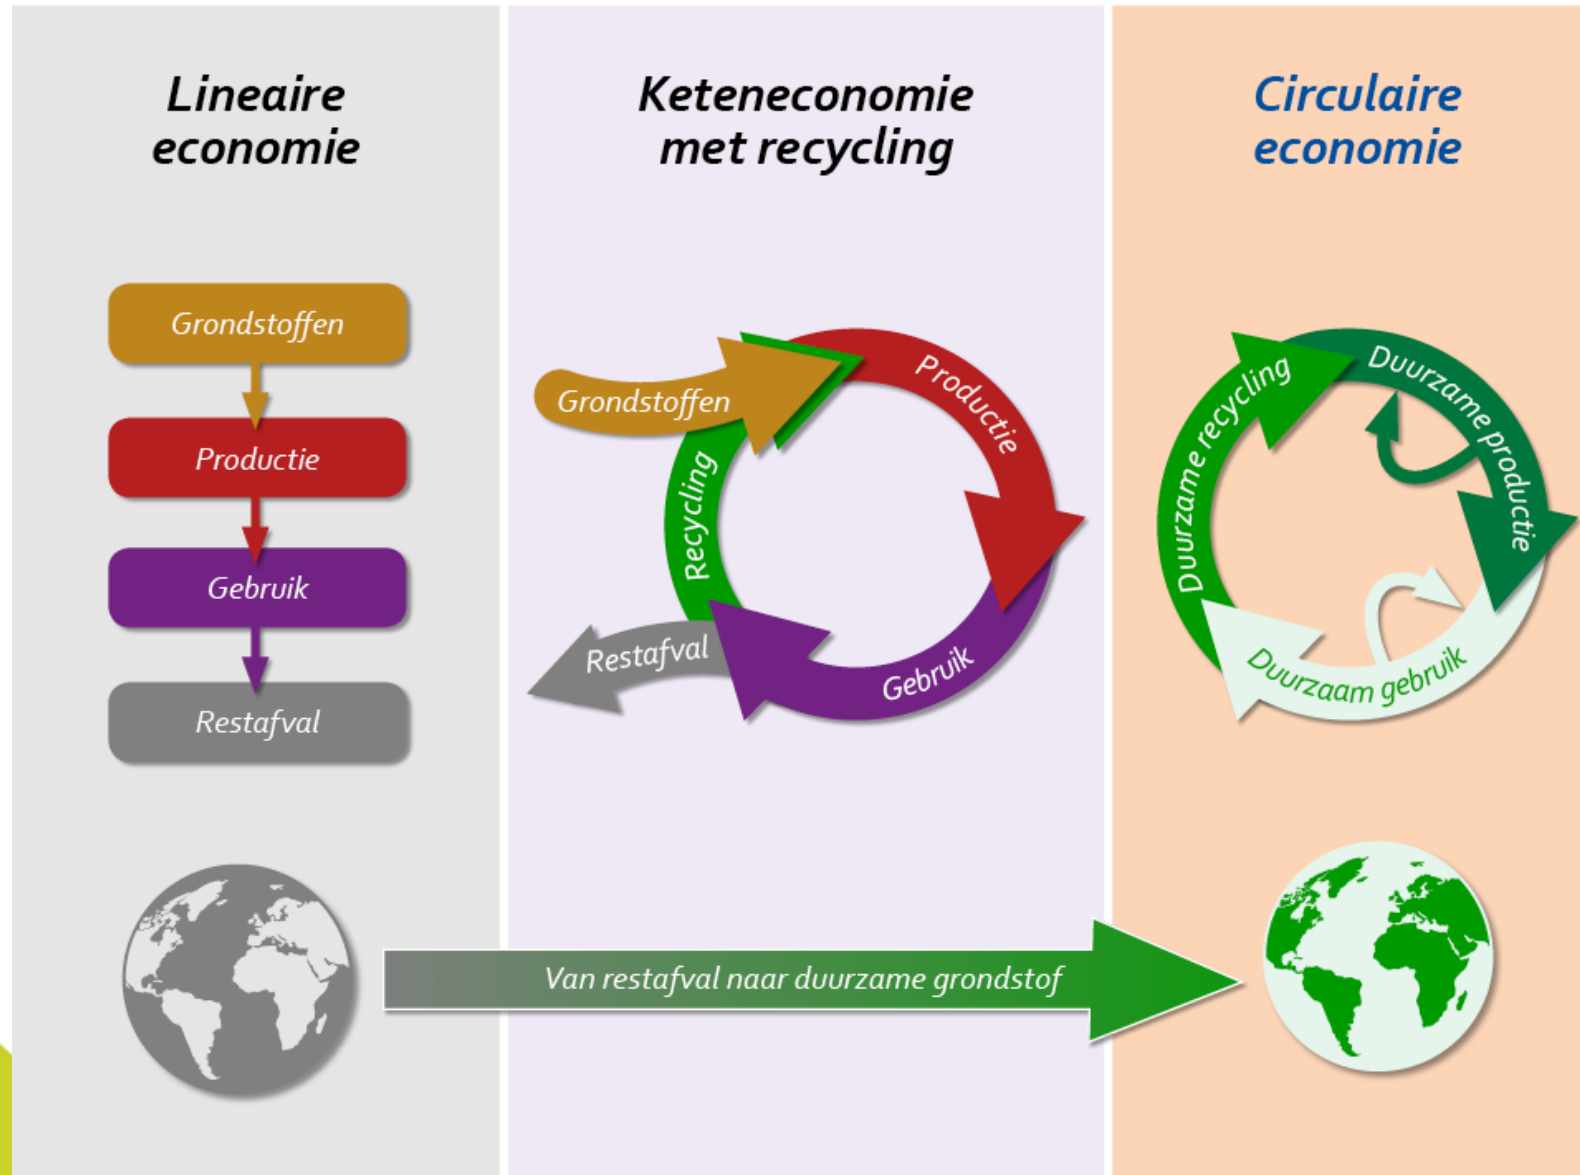 Lineaire
economie
Grondstoffen
Productie
Gebruik
Restafval
Keteneconomie
met recycling
Grondstoffen
Productie
Recycling
Restafval
Gebruik
Circulaire
economie
Duurzame recycling
Duurzame productie
Duurzaam gebruik
Van restafval naar duurzame grondstof